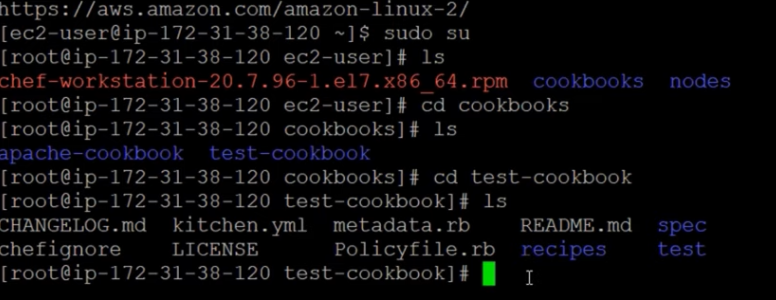 https://aws.amazon.com/amazon-linux-2/
[ec2-user@ip-172-31-38-120 ~]$ sudo su
[root@ip-172-31-38-120 ec2-user]# ls
chef-workstation-20.7.96-1.el7.x86_64.rpm  cookbooks  nodes
[root@ip-172-31-38-120 ec2-user]# cd cookbooks
[root@ip-172-31-38-120 cookbooks]# ls
apache-cookbook  test-cookbook
[root@ip-172-31-38-120 cookbooks]# cd test-cookbook
[root@ip-172-31-38-120 test-cookbook]# ls
CHANGELOG.md  kitchen.yml  metadata.rb    README.md  spec
chefignore    LICENSE      Policyfile.rb  recipes    test
[root@ip-172-31-38-120 test-cookbook]#